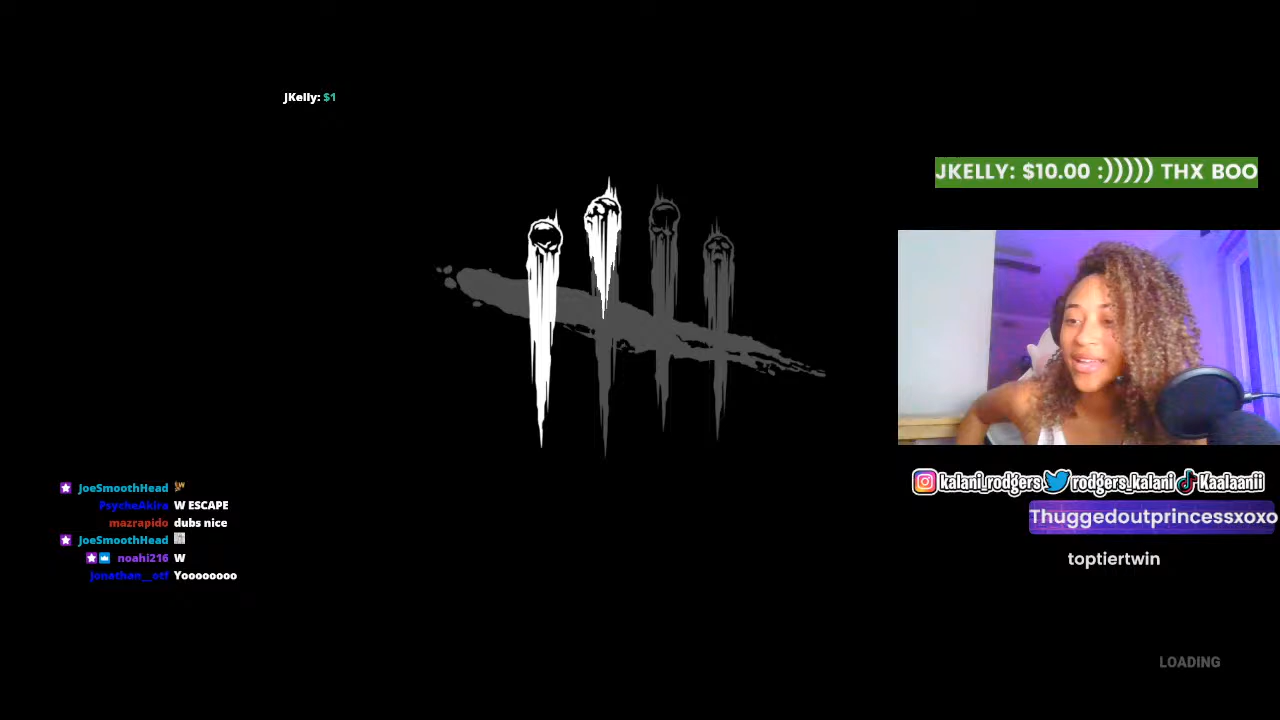 JKelly: $1
JKELLY: $10.00 :))))) THX BOO
JoeSmoothHead
PsycheAkira W ESCAPE
mazrapido dubs nice
JoeSmoothHead
noahi216 W
Jonathan__otf Yoooooooo
kalani_rodgers rodgers_kalani Kaalaanii
Thuggedoutprincessxoxo
toptiertwin
LOADING